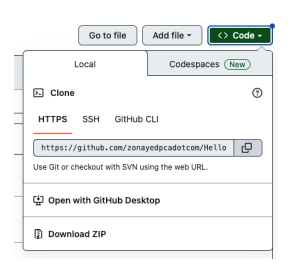 Go to file Add file Code
Local Codespaces New
Clone
HTTPS SSH GitHub CLI
https://github.com/zonayedpcadotcom/Hello
Use Git or checkout with SVN using the web URL.
Open with GitHub Desktop
Download ZIP